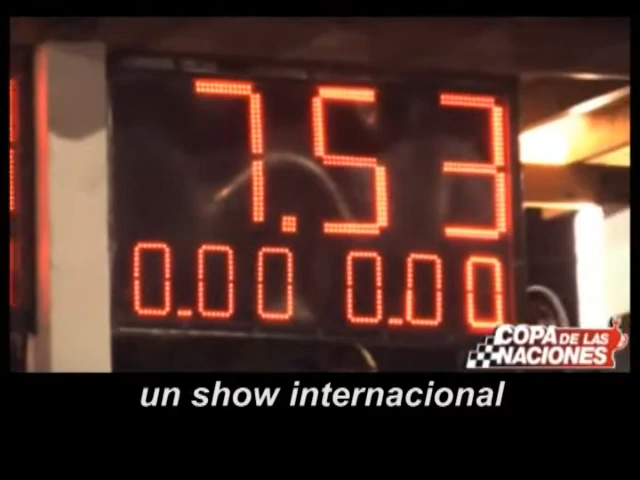 7.53
0.00 0.00
COPA DE LAS
NACIONES
un show internacional